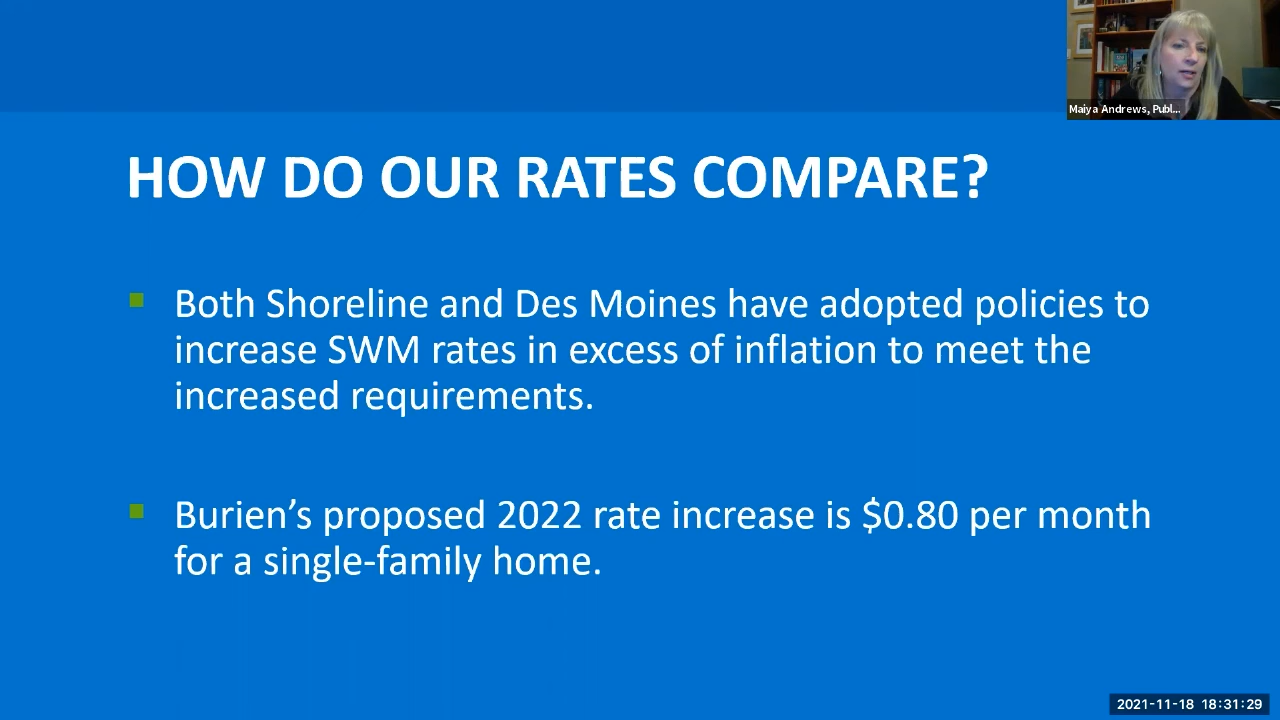 Maiya Andrews, Publ...
HOW DO OUR RATES COMPARE?
Both Shoreline and Des Moines have adopted policies to
increase SWM rates in excess of inflation to meet the
increased requirements.
Burien’s proposed 2022 rate increase is $0.80 per month
for a single-family home.
2021-11-18 18:31:29